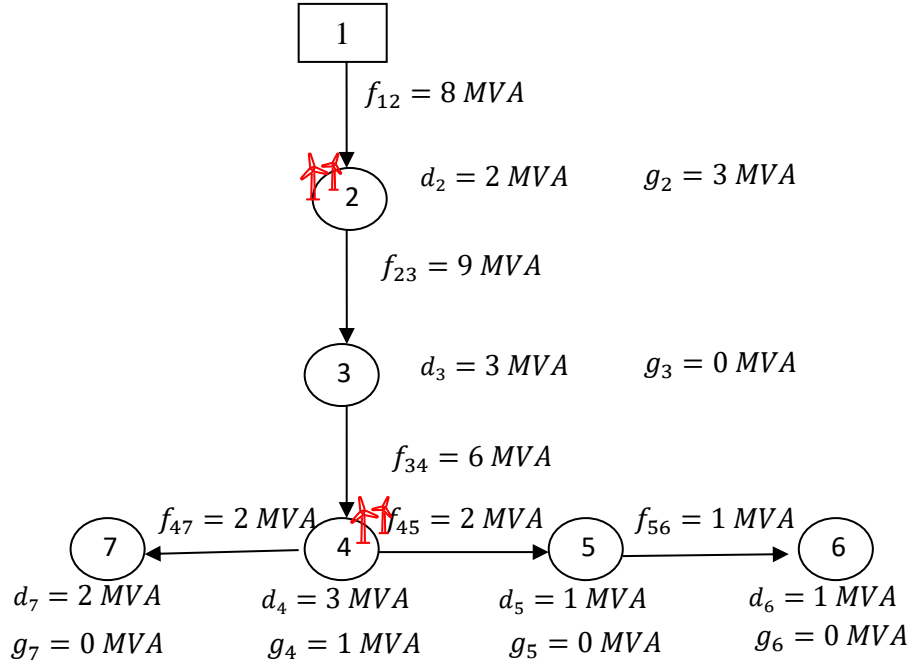 1
f₁₂ = 8 MVA
2
d₂ = 2 MVA
g₂ = 3 MVA
f₂₃ = 9 MVA
3
d₃ = 3 MVA
g₃ = 0 MVA
f₃₄ = 6 MVA
f₄₇ = 2 MVA
f₄₅ = 2 MVA
f₅₆ = 1 MVA
7
4
5
6
d₇ = 2 MVA
d₄ = 3 MVA
d₅ = 1 MVA
d₆ = 1 MVA
g₇ = 0 MVA
g₄ = 1 MVA
g₅ = 0 MVA
g₆ = 0 MVA